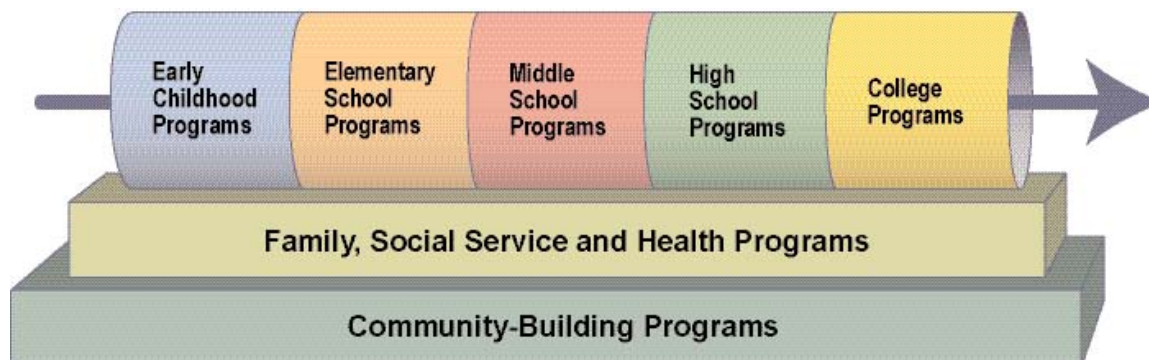 Early
Childhood
Programs
Elementary
School
Programs
Middle
School
Programs
High
School
Programs
College
Programs
Family, Social Service and Health Programs
Community-Building Programs